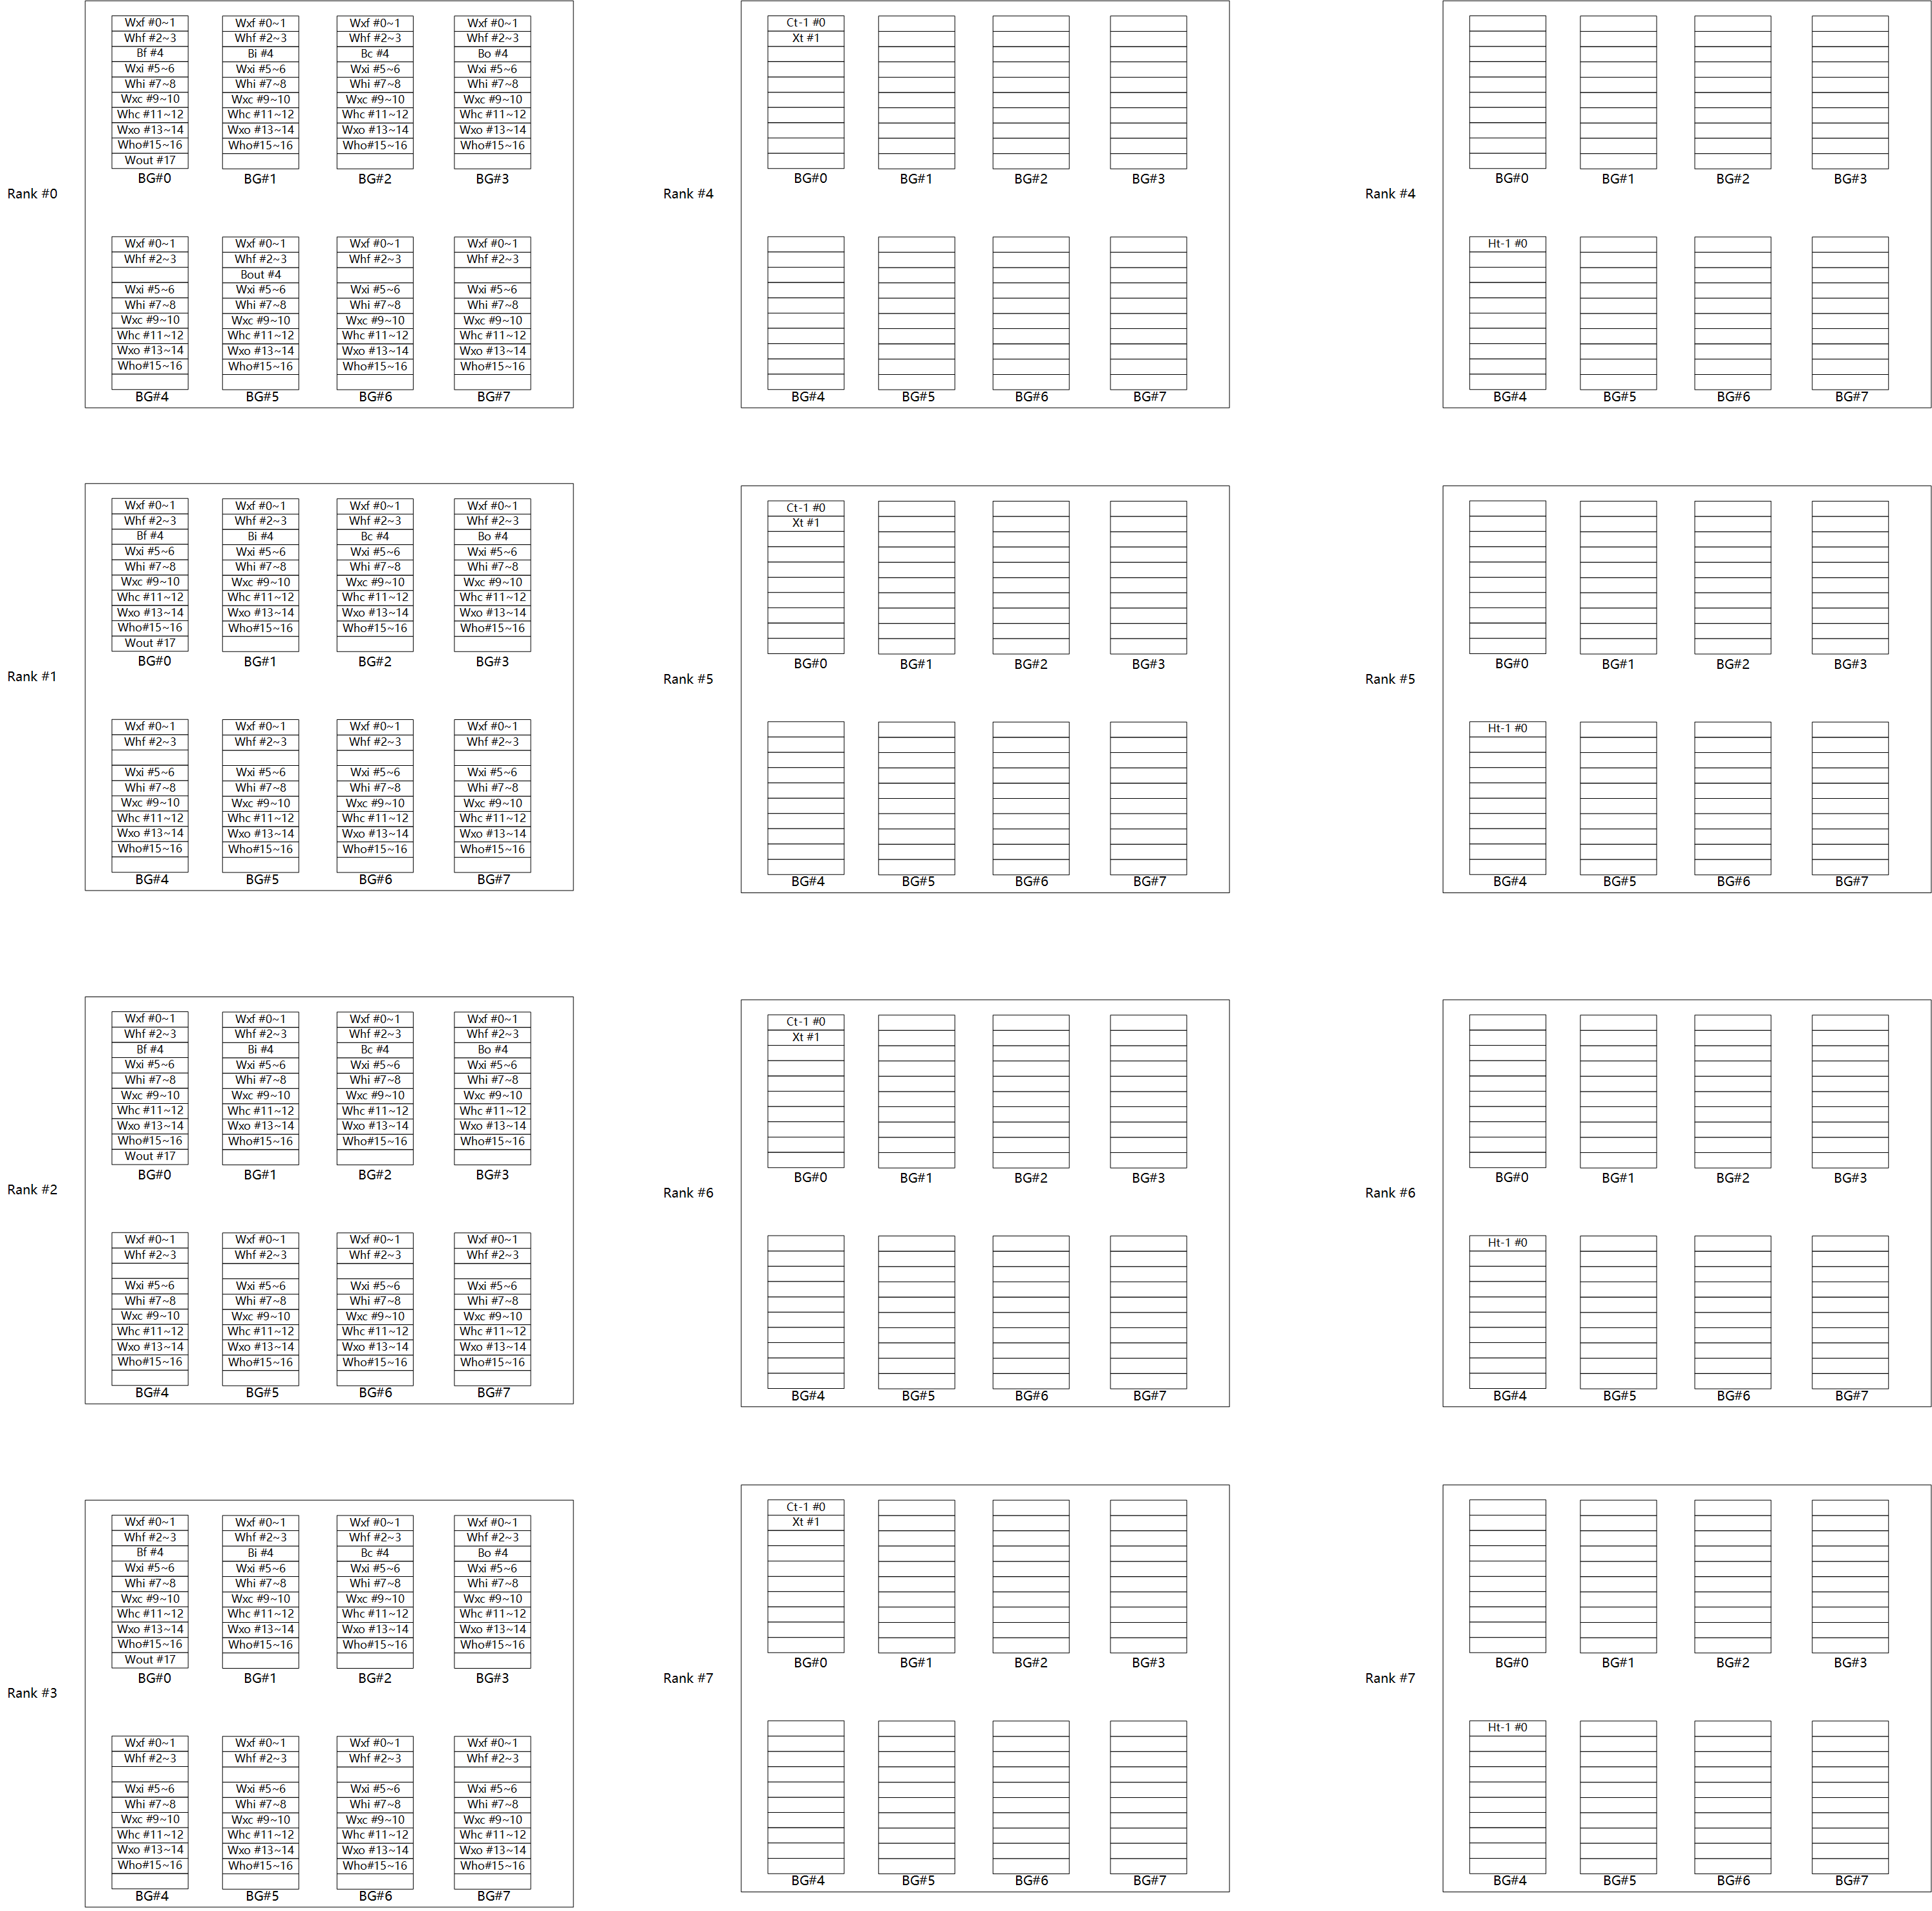 Rank #0
Wxf #0~1 Wxf #0~1 Wxf #0~1 Wxf #0~1
Whf #2~3 Whf #2~3 Whf #2~3 Whf #2~3
Bf #4 Bi #4 Bc #4 Bo #4
Wxi #5~6 Wxi #5~6 Wxi #5~6 Wxi #5~6
Whi #7~8 Whi #7~8 Whi #7~8 Whi #7~8
Wxc #9~10 Wxc #9~10 Wxc #9~10 Wxc #9~10
Whc #11~12 Whc #11~12 Whc #11~12 Whc #11~12
Wxo #13~14 Wxo #13~14 Wxo #13~14 Wxo #13~14
Who#15~16 Who#15~16 Who#15~16 Who#15~16
Wout #17
BG#0 BG#1 BG#2 BG#3
Wxf #0~1 Wxf #0~1 Wxf #0~1 Wxf #0~1
Whf #2~3 Whf #2~3 Whf #2~3 Whf #2~3
Bout #4
Wxi #5~6 Wxi #5~6 Wxi #5~6 Wxi #5~6
Whi #7~8 Whi #7~8 Whi #7~8 Whi #7~8
Wxc #9~10 Wxc #9~10 Wxc #9~10 Wxc #9~10
Whc #11~12 Whc #11~12 Whc #11~12 Whc #11~12
Wxo #13~14 Wxo #13~14 Wxo #13~14 Wxo #13~14
Who#15~16 Who#15~16 Who#15~16 Who#15~16
BG#4 BG#5 BG#6 BG#7
Rank #4
Ct-1 #0
Xt #1
BG#0 BG#1 BG#2 BG#3
BG#4 BG#5 BG#6 BG#7
Rank #4
BG#0 BG#1 BG#2 BG#3
Ht-1 #0
BG#4 BG#5 BG#6 BG#7
Rank #1
Wxf #0~1 Wxf #0~1 Wxf #0~1 Wxf #0~1
Whf #2~3 Whf #2~3 Whf #2~3 Whf #2~3
Bf #4 Bi #4 Bc #4 Bo #4
Wxi #5~6 Wxi #5~6 Wxi #5~6 Wxi #5~6
Whi #7~8 Whi #7~8 Whi #7~8 Whi #7~8
Wxc #9~10 Wxc #9~10 Wxc #9~10 Wxc #9~10
Whc #11~12 Whc #11~12 Whc #11~12 Whc #11~12
Wxo #13~14 Wxo #13~14 Wxo #13~14 Wxo #13~14
Who#15~16 Who#15~16 Who#15~16 Who#15~16
Wout #17
BG#0 BG#1 BG#2 BG#3
Wxf #0~1 Wxf #0~1 Wxf #0~1 Wxf #0~1
Whf #2~3 Whf #2~3 Whf #2~3 Whf #2~3
Wxi #5~6 Wxi #5~6 Wxi #5~6 Wxi #5~6
Whi #7~8 Whi #7~8 Whi #7~8 Whi #7~8
Wxc #9~10 Wxc #9~10 Wxc #9~10 Wxc #9~10
Whc #11~12 Whc #11~12 Whc #11~12 Whc #11~12
Wxo #13~14 Wxo #13~14 Wxo #13~14 Wxo #13~14
Who#15~16 Who#15~16 Who#15~16 Who#15~16
BG#4 BG#5 BG#6 BG#7
Rank #5
Ct-1 #0
Xt #1
BG#0 BG#1 BG#2 BG#3
BG#4 BG#5 BG#6 BG#7
Rank #5
BG#0 BG#1 BG#2 BG#3
Ht-1 #0
BG#4 BG#5 BG#6 BG#7
Rank #2
Wxf #0~1 Wxf #0~1 Wxf #0~1 Wxf #0~1
Whf #2~3 Whf #2~3 Whf #2~3 Whf #2~3
Bf #4 Bi #4 Bc #4 Bo #4
Wxi #5~6 Wxi #5~6 Wxi #5~6 Wxi #5~6
Whi #7~8 Whi #7~8 Whi #7~8 Whi #7~8
Wxc #9~10 Wxc #9~10 Wxc #9~10 Wxc #9~10
Whc #11~12 Whc #11~12 Whc #11~12 Whc #11~12
Wxo #13~14 Wxo #13~14 Wxo #13~14 Wxo #13~14
Who#15~16 Who#15~16 Who#15~16 Who#15~16
Wout #17
BG#0 BG#1 BG#2 BG#3
Wxf #0~1 Wxf #0~1 Wxf #0~1 Wxf #0~1
Whf #2~3 Whf #2~3 Whf #2~3 Whf #2~3
Wxi #5~6 Wxi #5~6 Wxi #5~6 Wxi #5~6
Whi #7~8 Whi #7~8 Whi #7~8 Whi #7~8
Wxc #9~10 Wxc #9~10 Wxc #9~10 Wxc #9~10
Whc #11~12 Whc #11~12 Whc #11~12 Whc #11~12
Wxo #13~14 Wxo #13~14 Wxo #13~14 Wxo #13~14
Who#15~16 Who#15~16 Who#15~16 Who#15~16
BG#4 BG#5 BG#6 BG#7
Rank #6
Ct-1 #0
Xt #1
BG#0 BG#1 BG#2 BG#3
BG#4 BG#5 BG#6 BG#7
Rank #6
BG#0 BG#1 BG#2 BG#3
Ht-1 #0
BG#4 BG#5 BG#6 BG#7
Rank #3
Wxf #0~1 Wxf #0~1 Wxf #0~1 Wxf #0~1
Whf #2~3 Whf #2~3 Whf #2~3 Whf #2~3
Bf #4 Bi #4 Bc #4 Bo #4
Wxi #5~6 Wxi #5~6 Wxi #5~6 Wxi #5~6
Whi #7~8 Whi #7~8 Whi #7~8 Whi #7~8
Wxc #9~10 Wxc #9~10 Wxc #9~10 Wxc #9~10
Whc #11~12 Whc #11~12 Whc #11~12 Whc #11~12
Wxo #13~14 Wxo #13~14 Wxo #13~14 Wxo #13~14
Who#15~16 Who#15~16 Who#15~16 Who#15~16
Wout #17
BG#0 BG#1 BG#2 BG#3
Wxf #0~1 Wxf #0~1 Wxf #0~1 Wxf #0~1
Whf #2~3 Whf #2~3 Whf #2~3 Whf #2~3
Wxi #5~6 Wxi #5~6 Wxi #5~6 Wxi #5~6
Whi #7~8 Whi #7~8 Whi #7~8 Whi #7~8
Wxc #9~10 Wxc #9~10 Wxc #9~10 Wxc #9~10
Whc #11~12 Whc #11~12 Whc #11~12 Whc #11~12
Wxo #13~14 Wxo #13~14 Wxo #13~14 Wxo #13~14
Who#15~16 Who#15~16 Who#15~16 Who#15~16
BG#4 BG#5 BG#6 BG#7
Rank #7
Ct-1 #0
Xt #1
BG#0 BG#1 BG#2 BG#3
BG#4 BG#5 BG#6 BG#7
Rank #7
BG#0 BG#1 BG#2 BG#3
Ht-1 #0
BG#4 BG#5 BG#6 BG#7